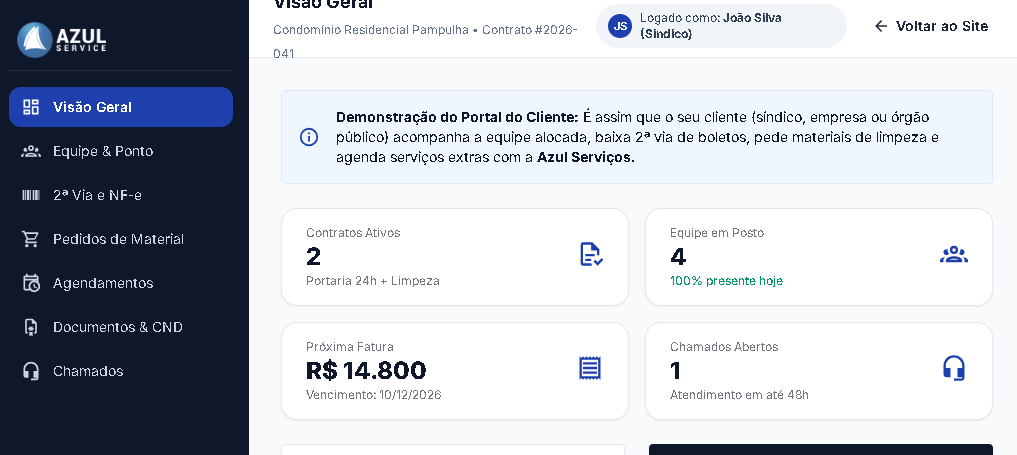 AZUL
SERVICE
Visão Geral
Equipe & Ponto
2ª Via e NF-e
Pedidos de Material
Agendamentos
Documentos & CND
Chamados
Visão Geral
Condomínio Residencial Pampulha • Contrato #2026-
041
JS
Logado como: João Silva
(Síndico)
Voltar ao Site
Demonstração do Portal do Cliente: É assim que o seu cliente (síndico, empresa ou órgão
público) acompanha a equipe alocada, baixa 2ª via de boletos, pede materiais de limpeza e
agenda serviços extras com a Azul Serviços.
Contratos Ativos
2
Portaria 24h + Limpeza
Equipe em Posto
4
100% presente hoje
Próxima Fatura
R$ 14.800
Vencimento: 10/12/2026
Chamados Abertos
1
Atendimento em até 48h